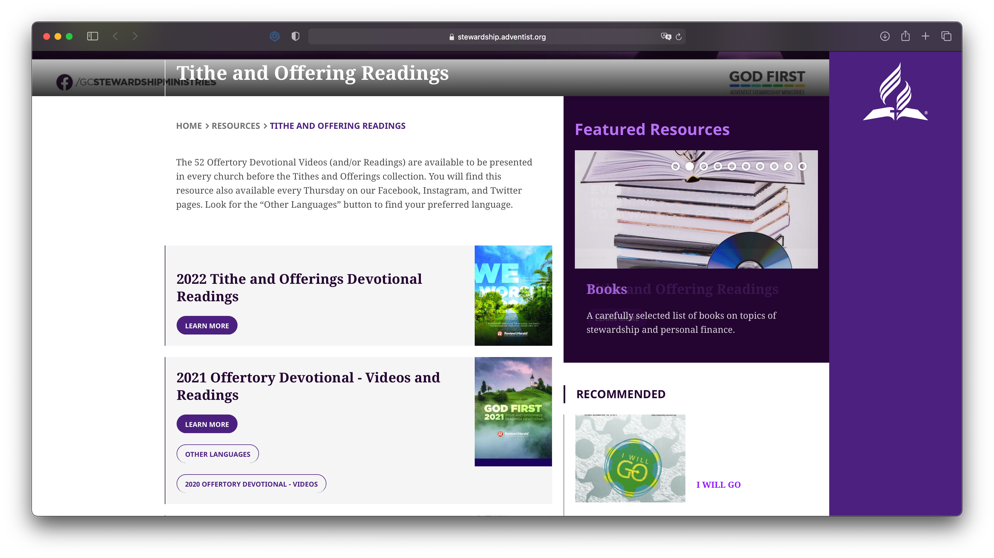 stewardship.adventist.org
Tithe and Offering Readings
/GCSTEWARDSHIPMINISTRIES
GOD FIRST
HOME > RESOURCES > TITHE AND OFFERING READINGS
The 52 Offertory Devotional Videos (and/or Readings) are available to be presented
in every church before the Tithes and Offerings collection. You will find this
resource also available every Thursday on our Facebook, Instagram, and Twitter
pages. Look for the “Other Languages” button to find your preferred language.
2022 Tithe and Offerings Devotional
Readings
LEARN MORE
WE
WORSHIP
2021 Offertory Devotional - Videos and
Readings
LEARN MORE
OTHER LANGUAGES
2020 OFFERTORY DEVOTIONAL - VIDEOS
GOD FIRST
2021
Featured Resources
Books
and Offering Readings
A carefully selected list of books on topics of
stewardship and personal finance.
RECOMMENDED
I WILL
GO
I WILL GO